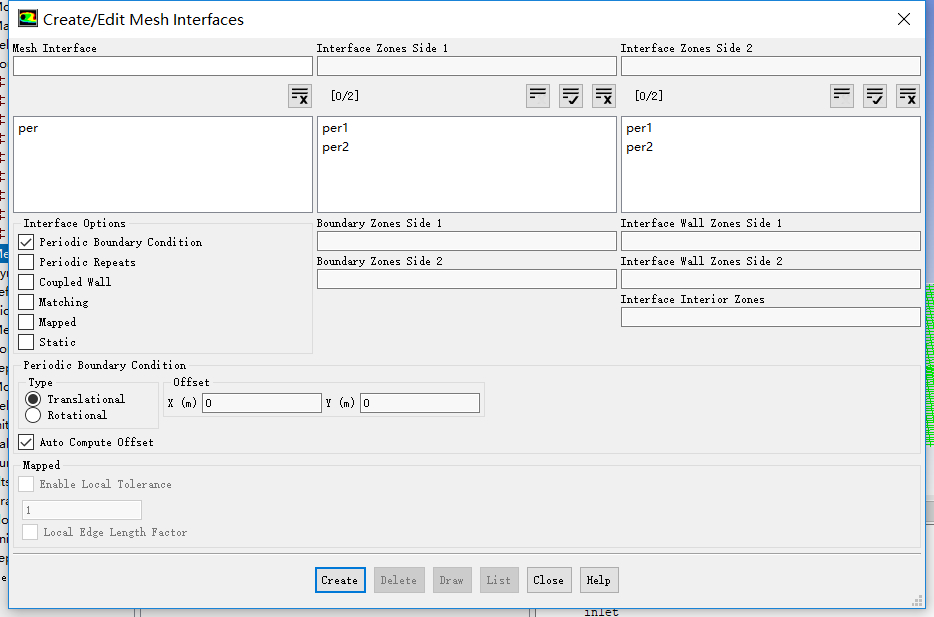 Create/Edit Mesh Interfaces
Mesh Interface
Interface Zones Side 1
Interface Zones Side 2
[0/2]
[0/2]
per
per1
per2
per1
per2
Interface Options
Periodic Boundary Condition
Periodic Repeats
Coupled Wall
Matching
Mapped
Static
Boundary Zones Side 1
Boundary Zones Side 2
Interface Wall Zones Side 1
Interface Wall Zones Side 2
Interface Interior Zones
Periodic Boundary Condition
Type
Translational
Rotational
Offset
X (m) 0 Y (m) 0
Auto Compute Offset
Mapped
Enable Local Tolerance
1
Local Edge Length Factor
Create Delete Draw List Close Help
inlet